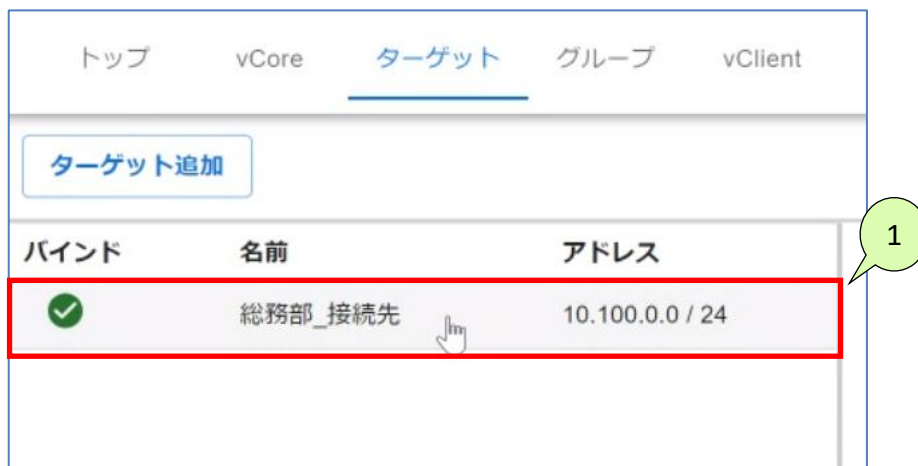 トップ vCore ターゲット グループ vClient
ターゲット追加
バインド 名前 アドレス
1
総務部_接続先 10.100.0.0 / 24